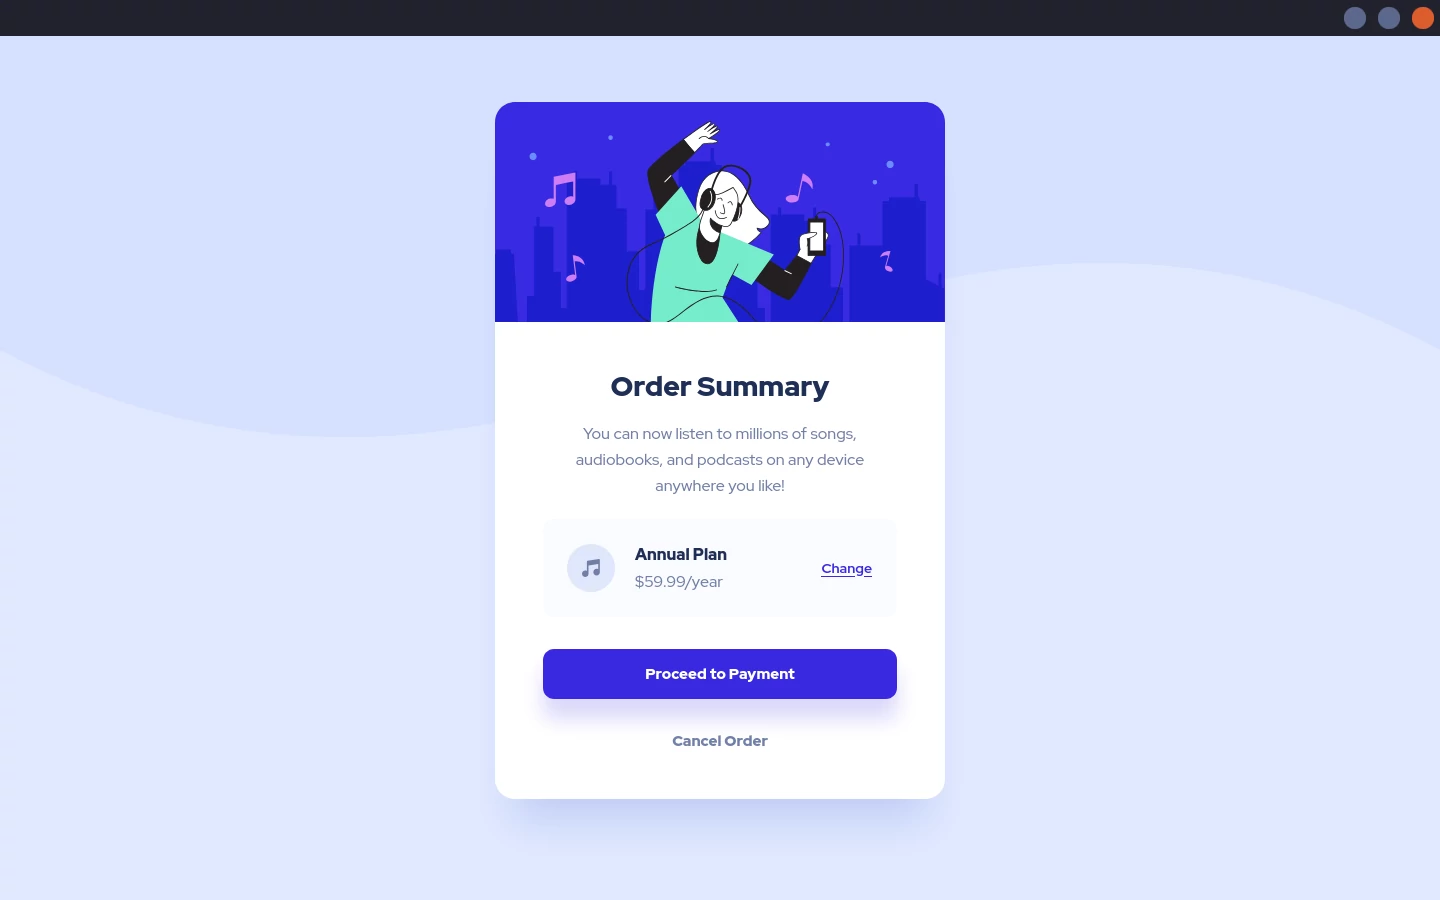 Order Summary
You can now listen to millions of songs,
audiobooks, and podcasts on any device
anywhere you like!
Annual Plan
$59.99/year
Change
Proceed to Payment
Cancel Order